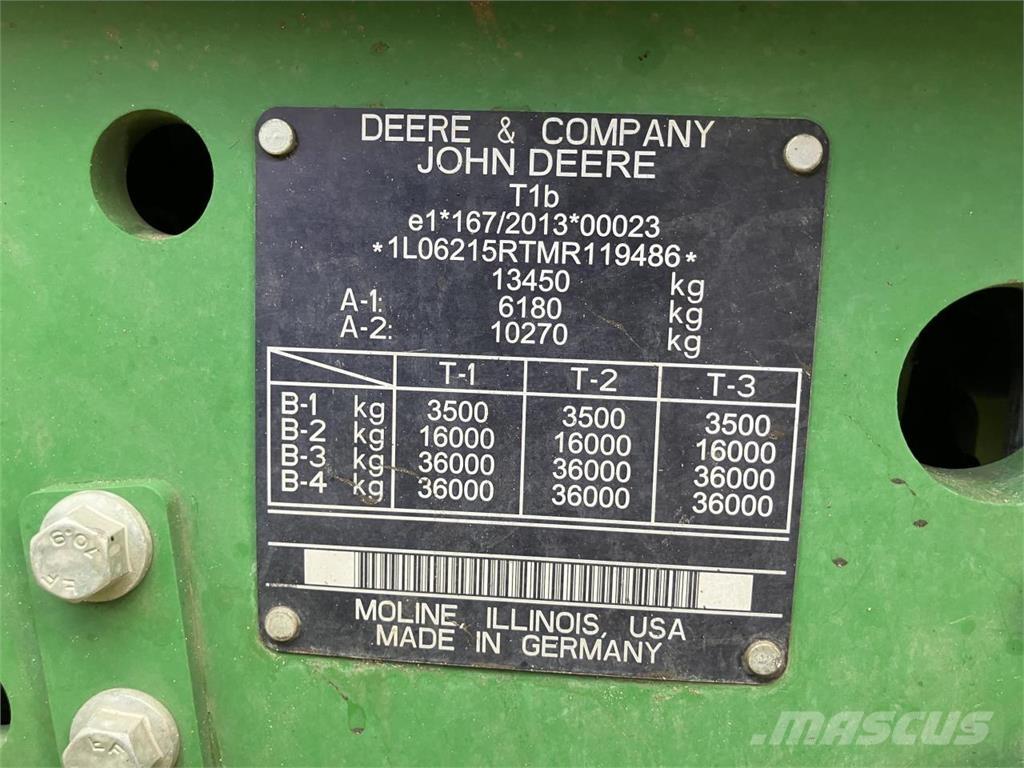 DEERE & COMPANY
JOHN DEERE
T1b
e1*167/2013*00023
*1L06215RTMR119486*
13450 kg
A-1: 6180 kg
A-2: 10270 kg
T-1 T-2 T-3
B-1 kg 3500 3500 3500
B-2 kg 16000 16000 16000
B-3 kg 36000 36000 36000
B-4 kg 36000 36000 36000
MOLINE, ILLINOIS, USA
MADE IN GERMANY
10.9
MASCUS